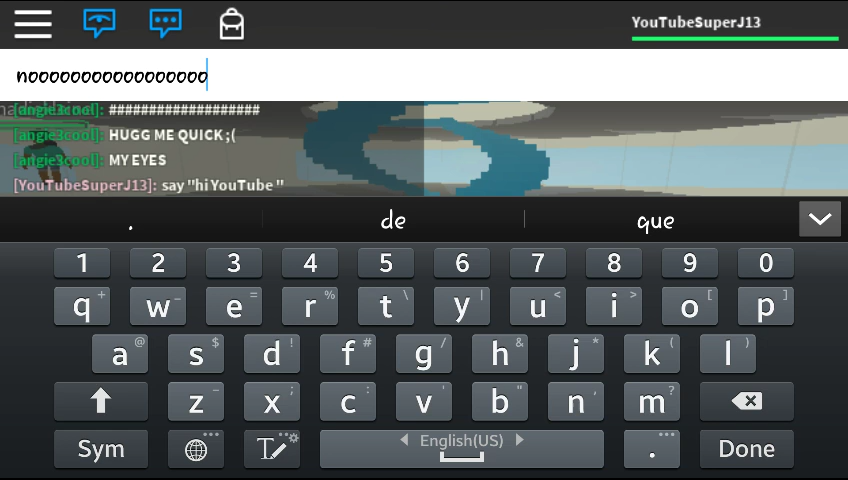 YouTubeSuperJ13
nooooooooooooooooo
[angie3cool]: ###################
[angie3cool]: HUGG ME QUICK ;(
[angie3cool]: MY EYES
[YouTubeSuperJ13]: say "hi YouTube "
. de que
1 2 3 4 5 6 7 8 9 0
q + w _ e = r % t \ y | u < i > o [ p ]
a @ s $ d ! f # g / h & j * k ( l )
z - x ; c : v ' b " n , m ?
Sym T English(US) . Done